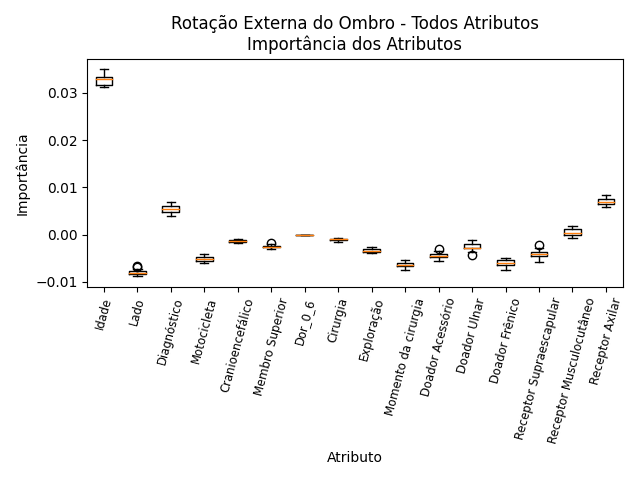 Rotação Externa do Ombro - Todos Atributos
Importância dos Atributos
Importância
0.03
0.02
0.01
0.00
−0.01
Idade
Lado
Diagnóstico
Motocicleta
Cranioencefálico
Membro Superior
Dor_0_6
Cirurgia
Exploração
Momento da cirurgia
Doador Acessório
Doador Ulnar
Doador Frênico
Receptor Supraescapular
Receptor Musculocutâneo
Receptor Axilar
Atributo